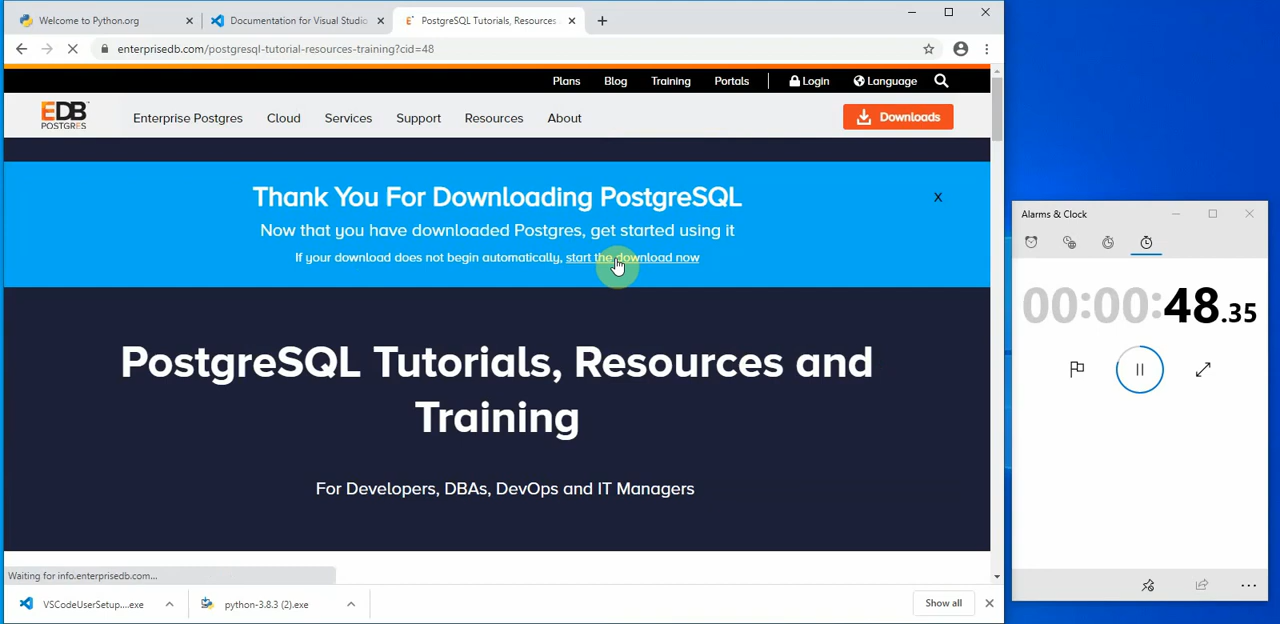 Welcome to Python.org
Documentation for Visual Studio
PostgreSQL Tutorials, Resources
enterprisedb.com/postgresql-tutorial-resources-training?cid=48
Plans Blog Training Portals Login Language
EDB
POSTGRES
Enterprise Postgres Cloud Services Support Resources About Downloads
Thank You For Downloading PostgreSQL
X
Now that you have downloaded Postgres, get started using it
If your download does not begin automatically, start the download now
PostgreSQL Tutorials, Resources and
Training
For Developers, DBAs, DevOps and IT Managers
Waiting for info.enterprisedb.com...
VSCodeUserSetup....exe
python-3.8.3 (2).exe
Show all
Alarms & Clock
00:00:48.35